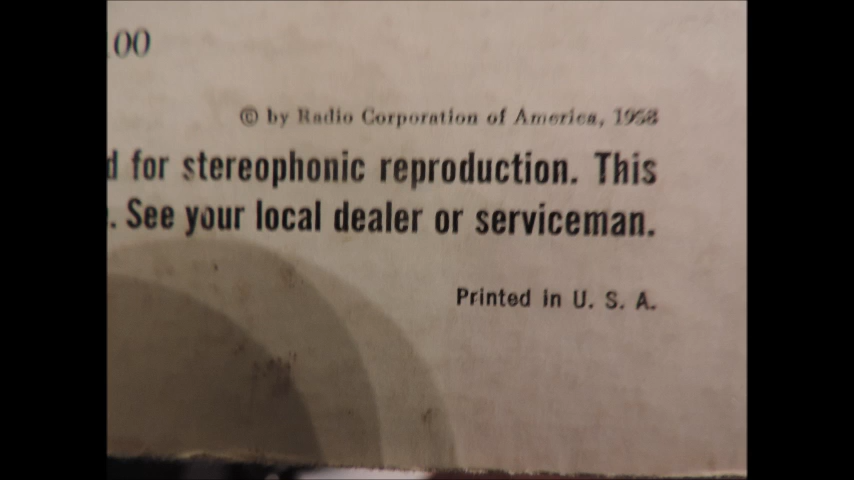 .00
© by Radio Corporation of America, 1958
d for stereophonic reproduction. This
. See your local dealer or serviceman.
Printed in U. S. A.